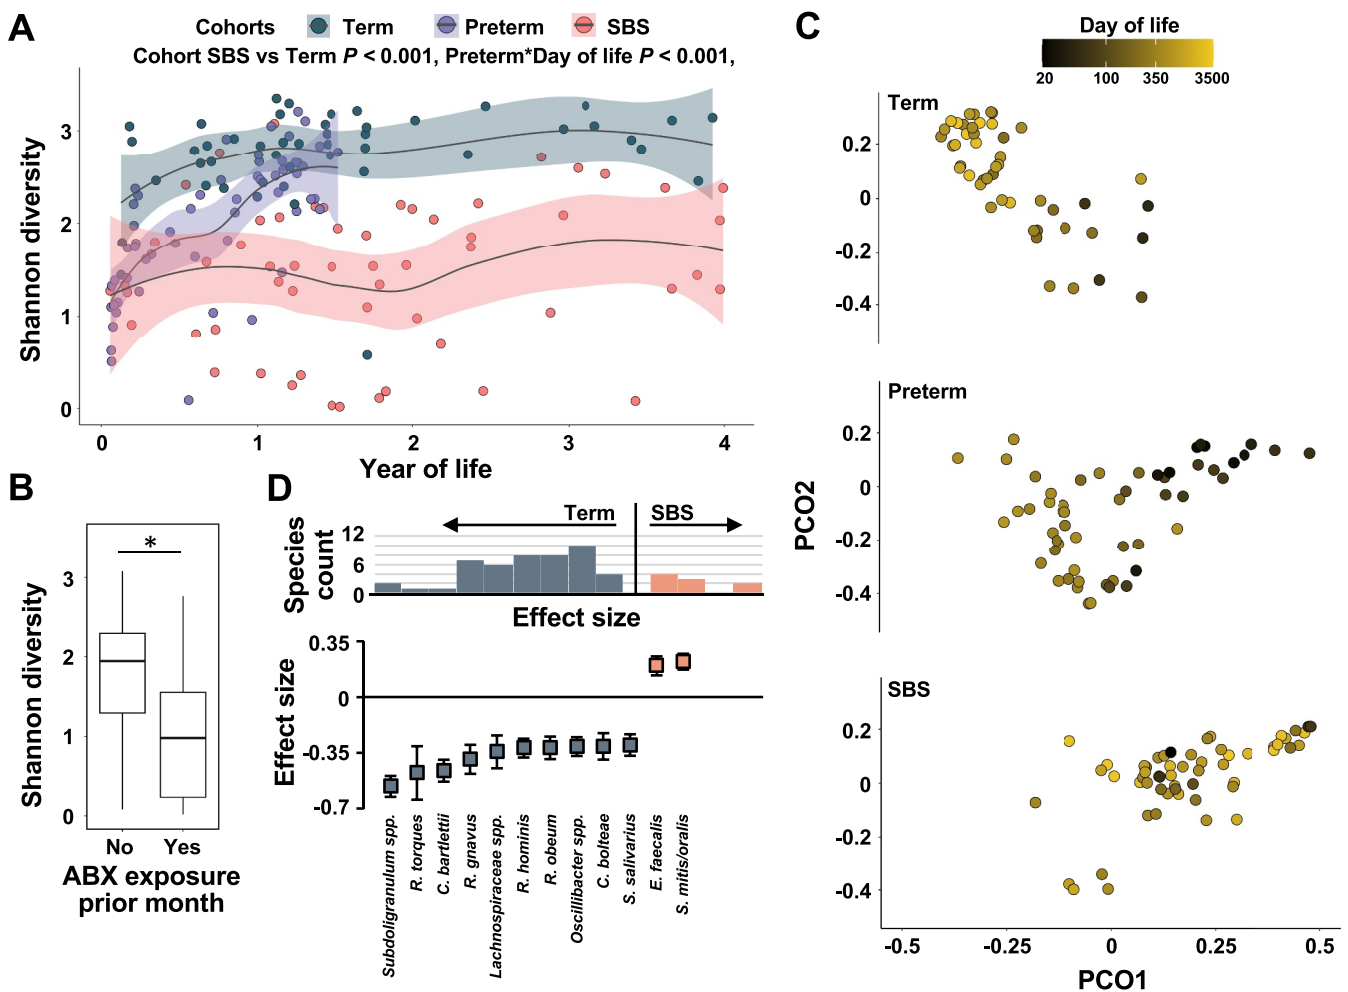 A
Cohorts Term Preterm SBS
Cohort SBS vs Term P < 0.001, Preterm*Day of life P < 0.001,
Shannon diversity
3
2
1
0
0 1 2 3 4
Year of life
B
*
Shannon diversity
3
2
1
0
No Yes
ABX exposure
prior month
C
Day of life
20 100 350 3500
Term
0.2
0
-0.2
-0.4
Preterm
0.2
0
-0.2
-0.4
SBS
0.2
0
-0.2
-0.4
PCO2
-0.5 -0.25 0 0.25 0.5
PCO1
D
Term SBS
Species
count
12
6
0
Effect size
Effect size
0.35
0
-0.35
-0.7
Subdoligranulum spp.
R. torques
C. bartlettii
R. gnavus
Lachnospiraceae spp.
R. hominis
R. obeum
Oscillibacter spp.
C. bolteae
S. salivarius
E. faecalis
S. mitis/oralis